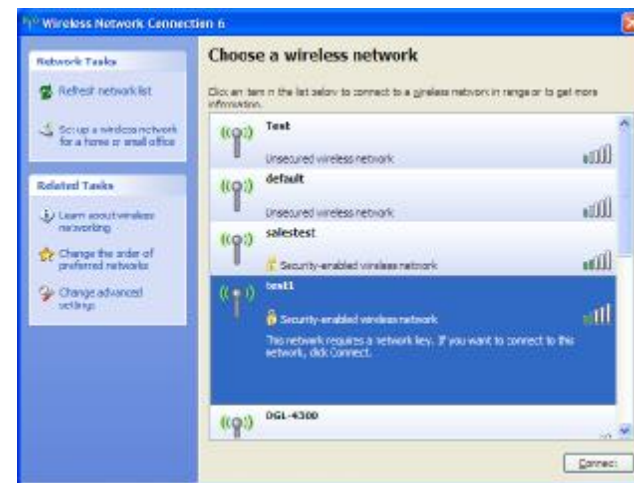 Wireless Network Connection 6
Network Tasks
Refresh network list
Set up a wireless network
for a home or small office
Related Tasks
Learn about wireless
networking
Change the order of
preferred networks
Change advanced
settings
Choose a wireless network
Click an item in the list below to connect to a wireless network in range or to get more
information.
Test
Unsecured wireless network
default
Unsecured wireless network
salestest
Security-enabled wireless network
test1
Security-enabled wireless network
This network requires a network key. If you want to connect to this
network, click Connect.
DGL-4300
Connect